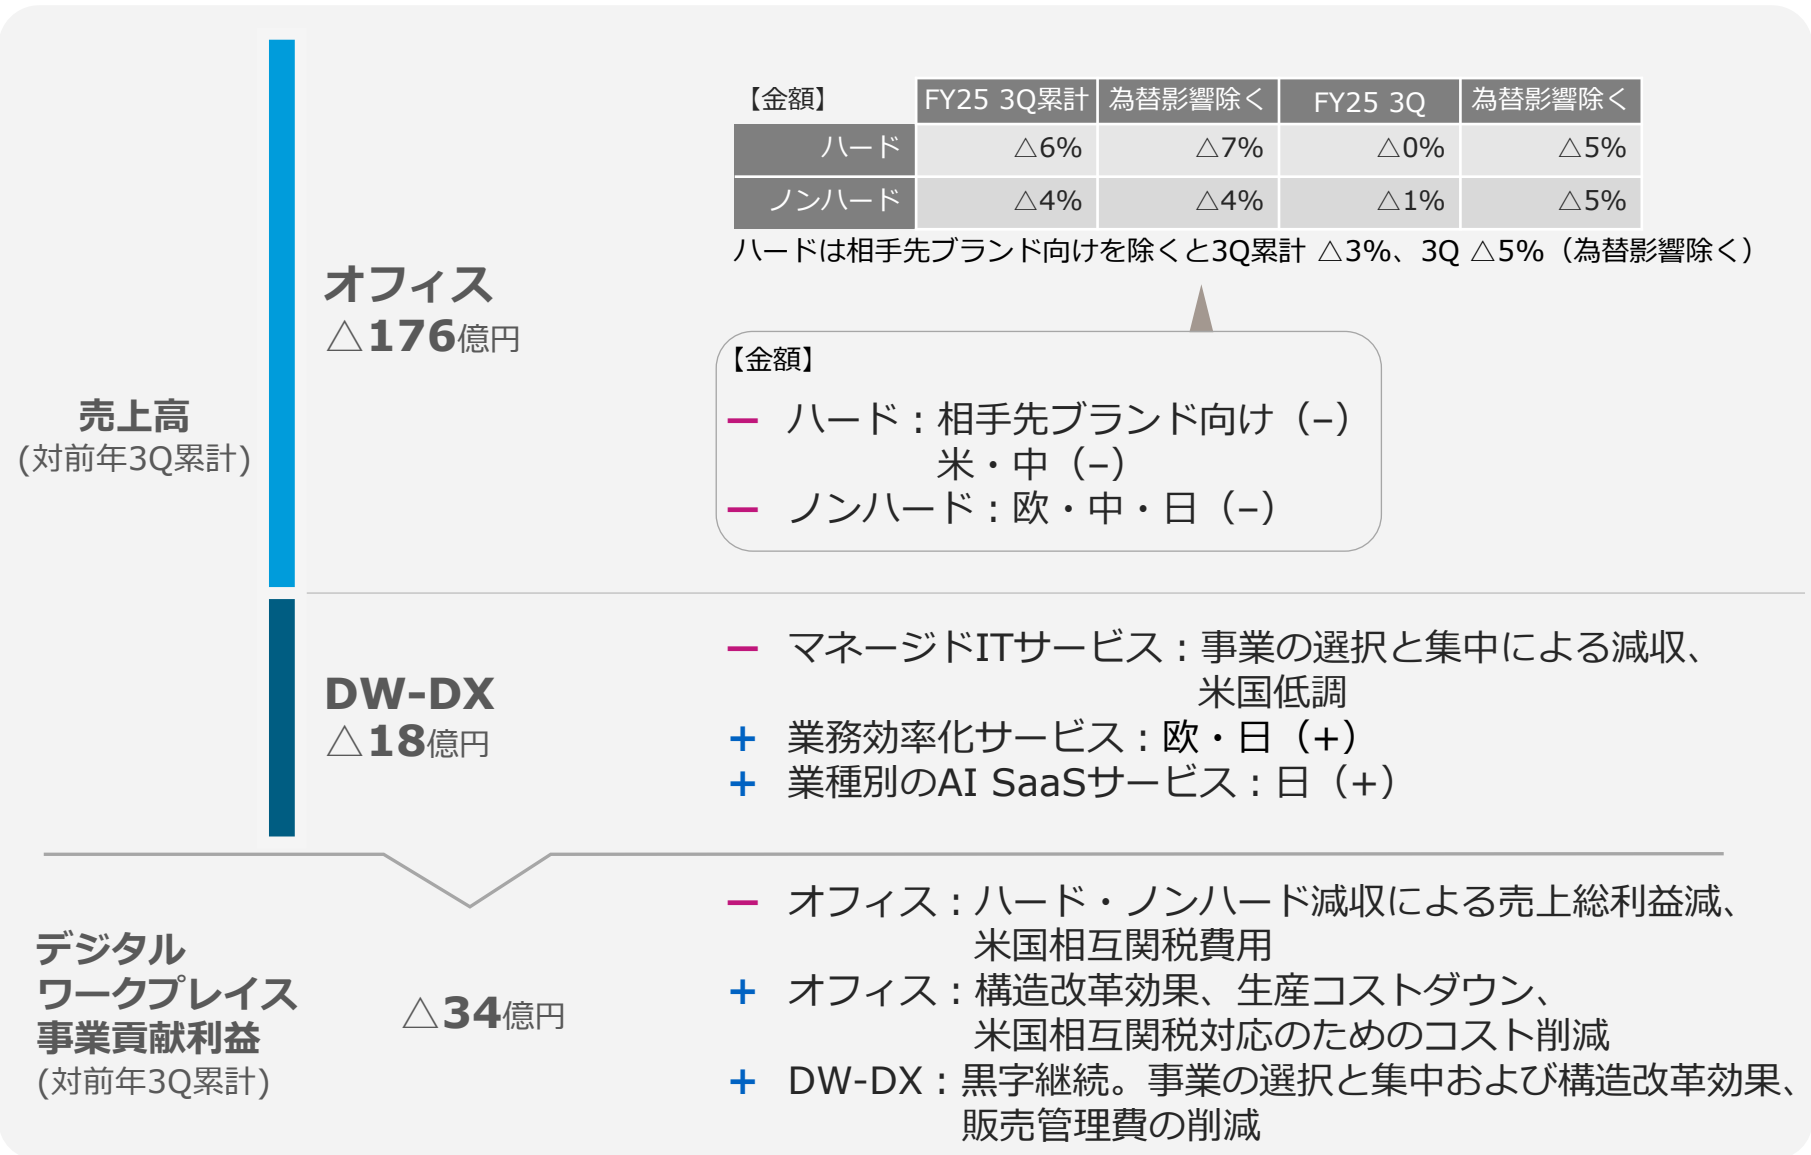 【金額】 FY25 3Q累計 為替影響除く FY25 3Q 為替影響除く
ハード △6% △7% △0% △5%
ノンハード △4% △4% △1% △5%
ハードは相手先ブランド向けを除くと3Q累計 △3%、3Q △5%（為替影響除く）
売上高
(対前年3Q累計)
オフィス
△176億円
【金額】
― ハード：相手先ブランド向け（–）
米・中（–）
― ノンハード：欧・中・日（–）
DW-DX
△18億円
― マネージドITサービス：事業の選択と集中による減収、
米国低調
+ 業務効率化サービス：欧・日（+）
+ 業種別のAI SaaSサービス：日（+）
デジタル
ワークプレイス
事業貢献利益
(対前年3Q累計)
△34億円
― オフィス：ハード・ノンハード減収による売上総利益減、
米国相互関税費用
+ オフィス：構造改革効果、生産コストダウン、
米国相互関税対応のためのコスト削減
+ DW-DX：黒字継続。事業の選択と集中および構造改革効果、
販売管理費の削減